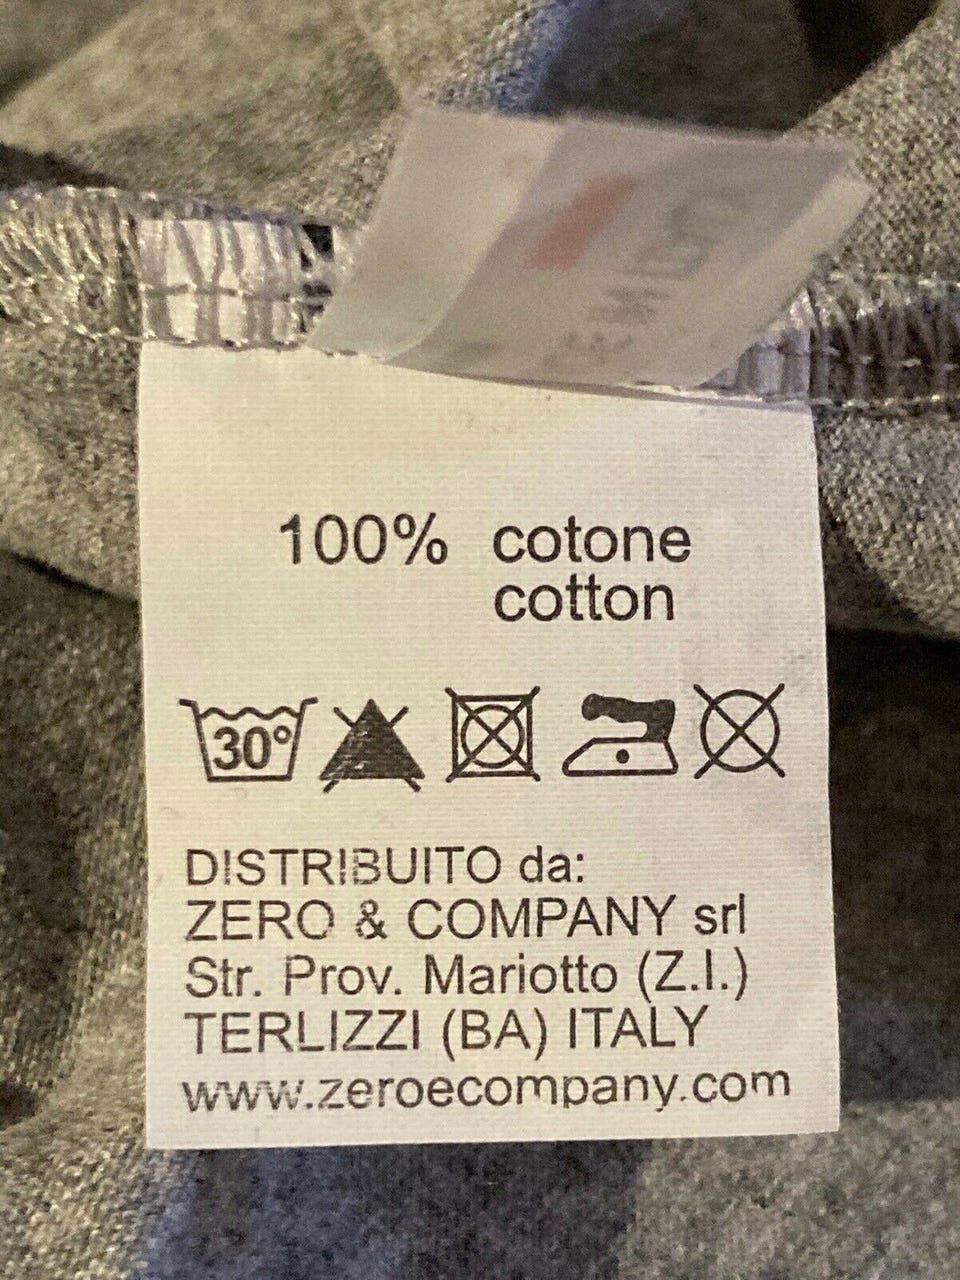 100% cotone
cotton
30°
DISTRIBUITO da:
ZERO & COMPANY srl
Str. Prov. Mariotto (Z.I.)
TERLIZZI (BA) ITALY
www.zeroecompany.com